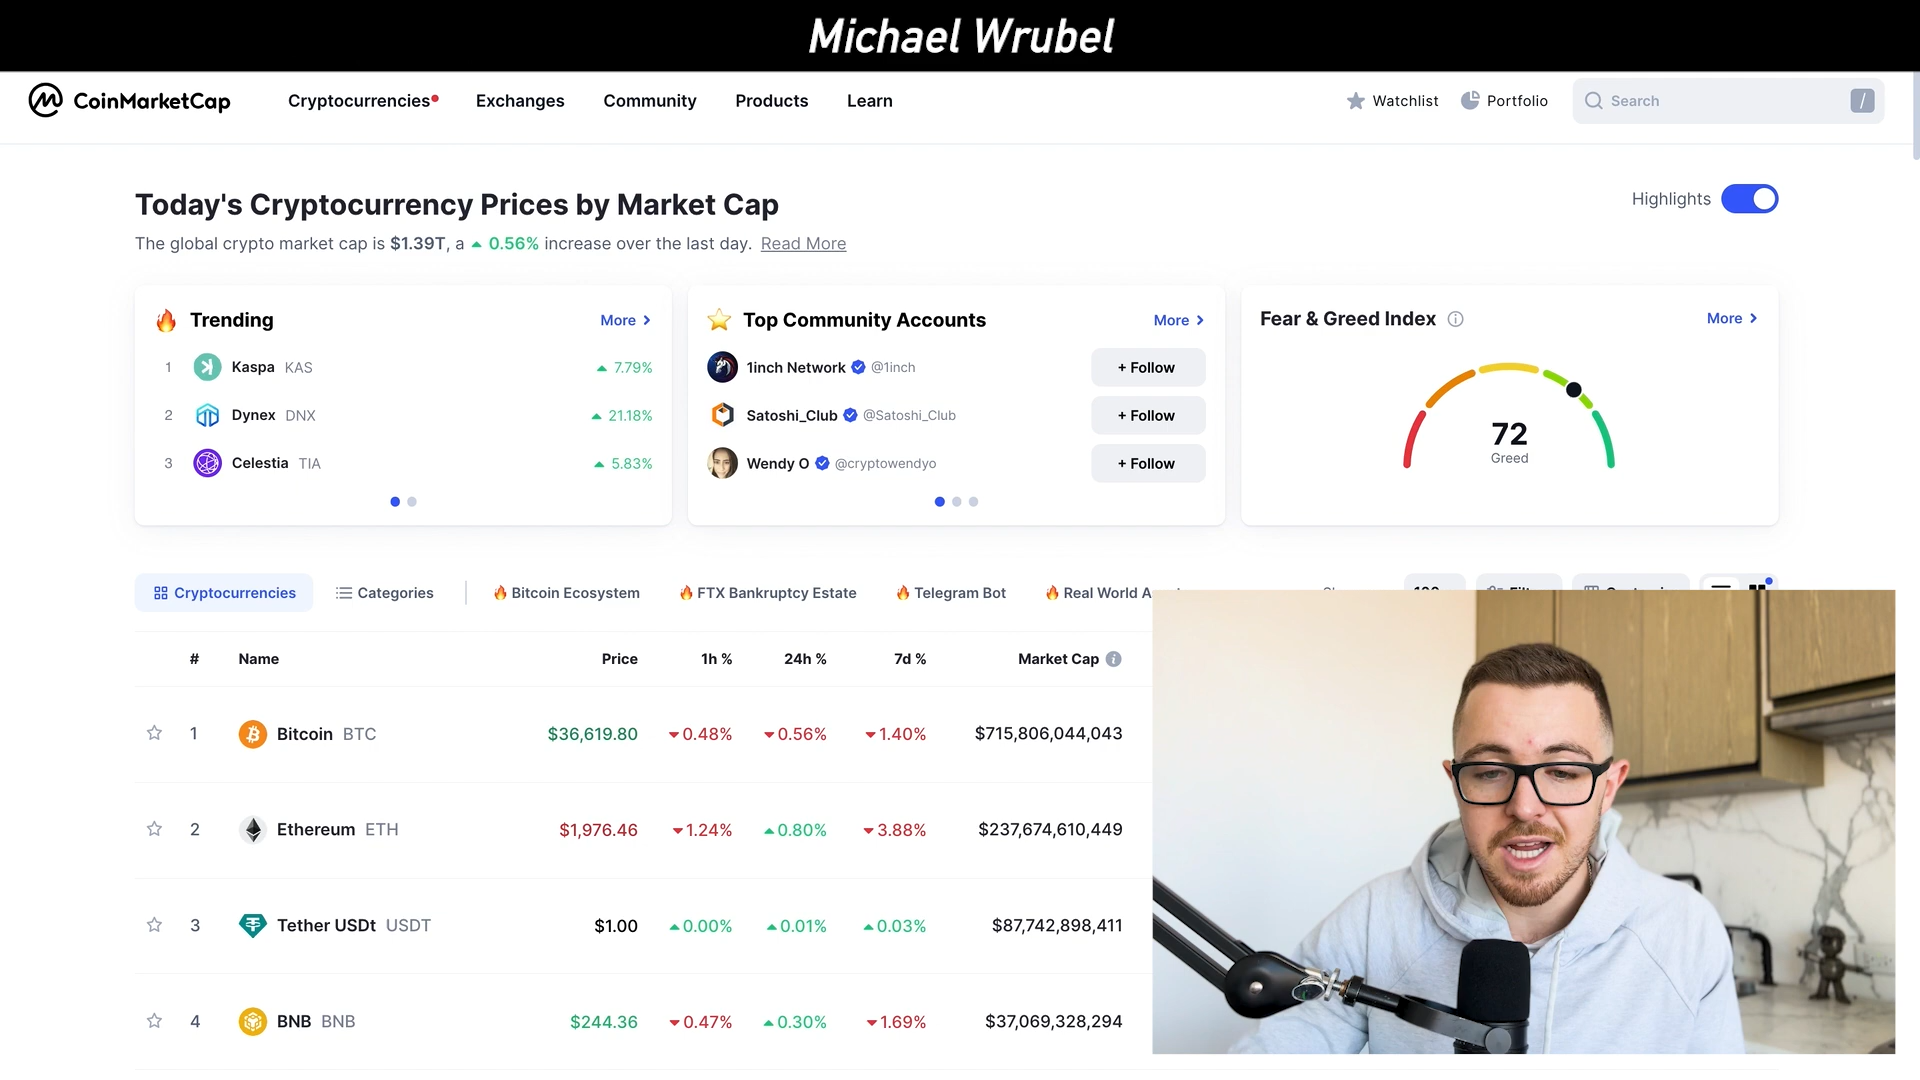 Michael Wrubel
CoinMarketCap Cryptocurrencies Exchanges Community Products Learn Watchlist Portfolio Search /
Today's Cryptocurrency Prices by Market Cap
Highlights
The global crypto market cap is $1.39T, a 0.56% increase over the last day. Read More
Trending More
1 Kaspa KAS 7.79%
2 Dynex DNX 21.18%
3 Celestia TIA 5.83%
Top Community Accounts More
1inch Network @1inch + Follow
Satoshi_Club @Satoshi_Club + Follow
Wendy O @cryptowendyo + Follow
Fear & Greed Index More
72
Greed
Cryptocurrencies Categories Bitcoin Ecosystem FTX Bankruptcy Estate Telegram Bot Real World
# Name Price 1h % 24h % 7d % Market Cap
1 Bitcoin BTC $36,619.80 0.48% 0.56% 1.40% $715,806,044,043
2 Ethereum ETH $1,976.46 1.24% 0.80% 3.88% $237,674,610,449
3 Tether USDt USDT $1.00 0.00% 0.01% 0.03% $87,742,898,411
4 BNB BNB $244.36 0.47% 0.30% 1.69% $37,069,328,294